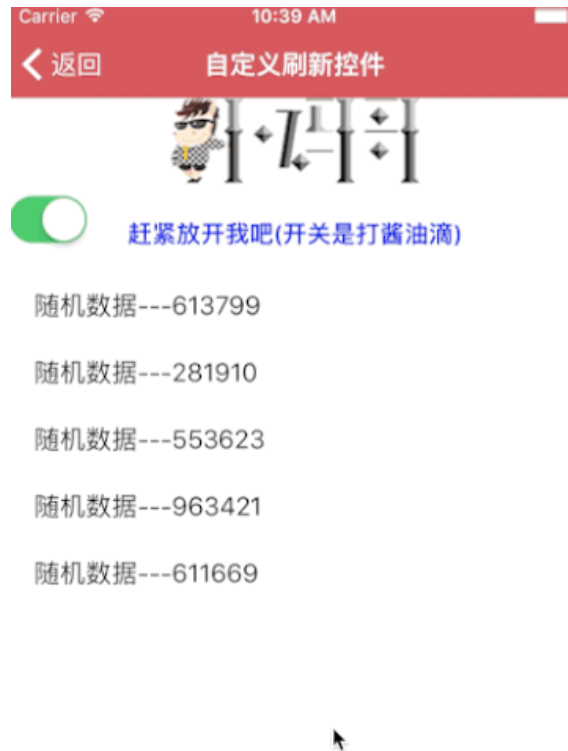 Carrier 10:39 AM
返回 自定义刷新控件
赶紧放开我吧(开关是打酱油滴)
随机数据---613799
随机数据---281910
随机数据---553623
随机数据---963421
随机数据---611669